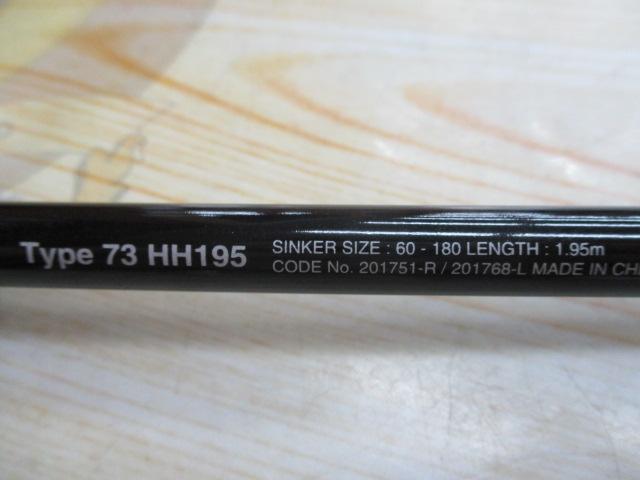 Type 73 HH195
SINKER SIZE : 60 - 180 LENGTH : 1.95m
CODE No. 201751-R / 201768-L MADE IN